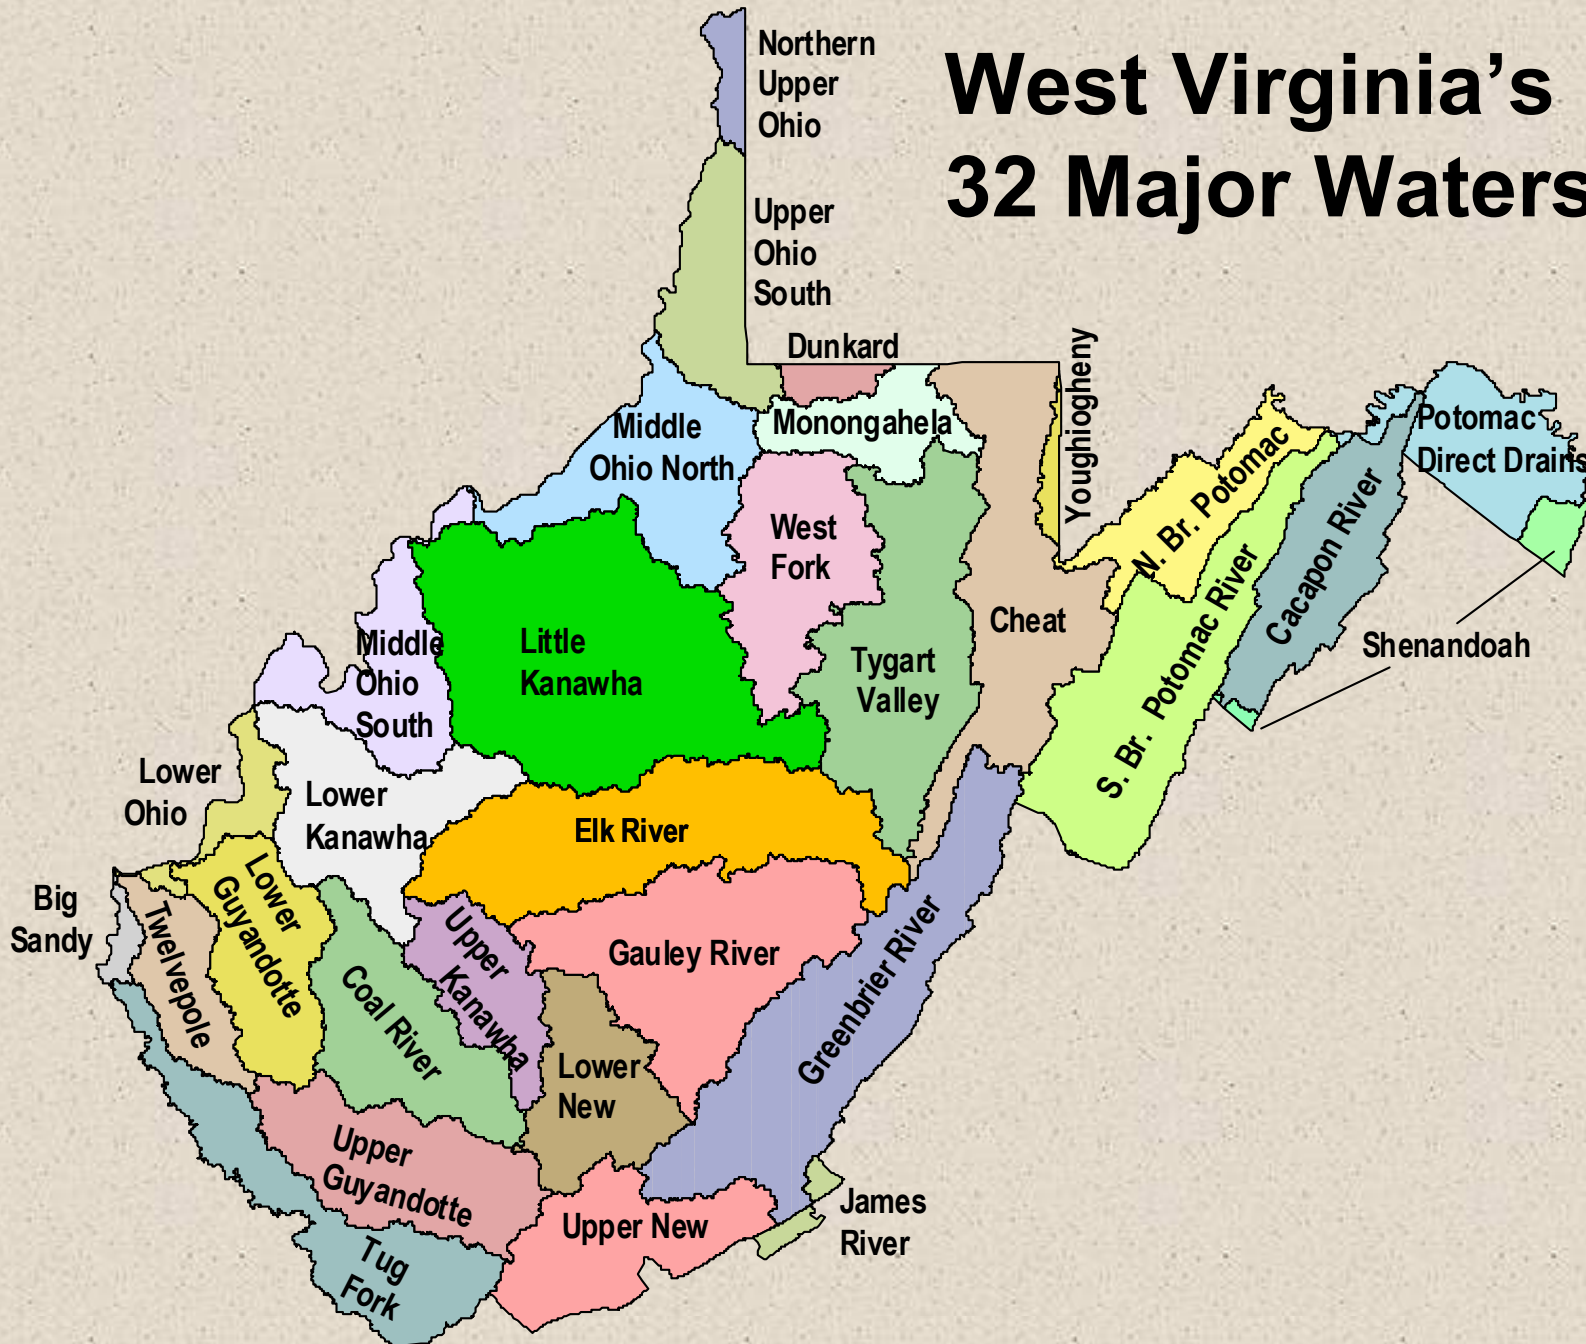 West Virginia's
32 Major Waters
Northern
Upper
Ohio
Upper
Ohio
South
Dunkard
Youghiogheny
Monongahela
Middle
Ohio North
West
Fork
N. Br. Potomac
Potomac
Direct Drains
Cacapon River
S. Br. Potomac River
Shenandoah
Cheat
Tygart
Valley
Little
Kanawha
Middle
Ohio
South
Lower
Ohio
Lower
Kanawha
Elk River
Big
Sandy
Twelvepole
Lower
Guyandotte
Coal River
Upper
Kanawha
Gauley River
Greenbrier River
Lower
New
Upper
Guyandotte
Upper New
James
River
Tug
Fork